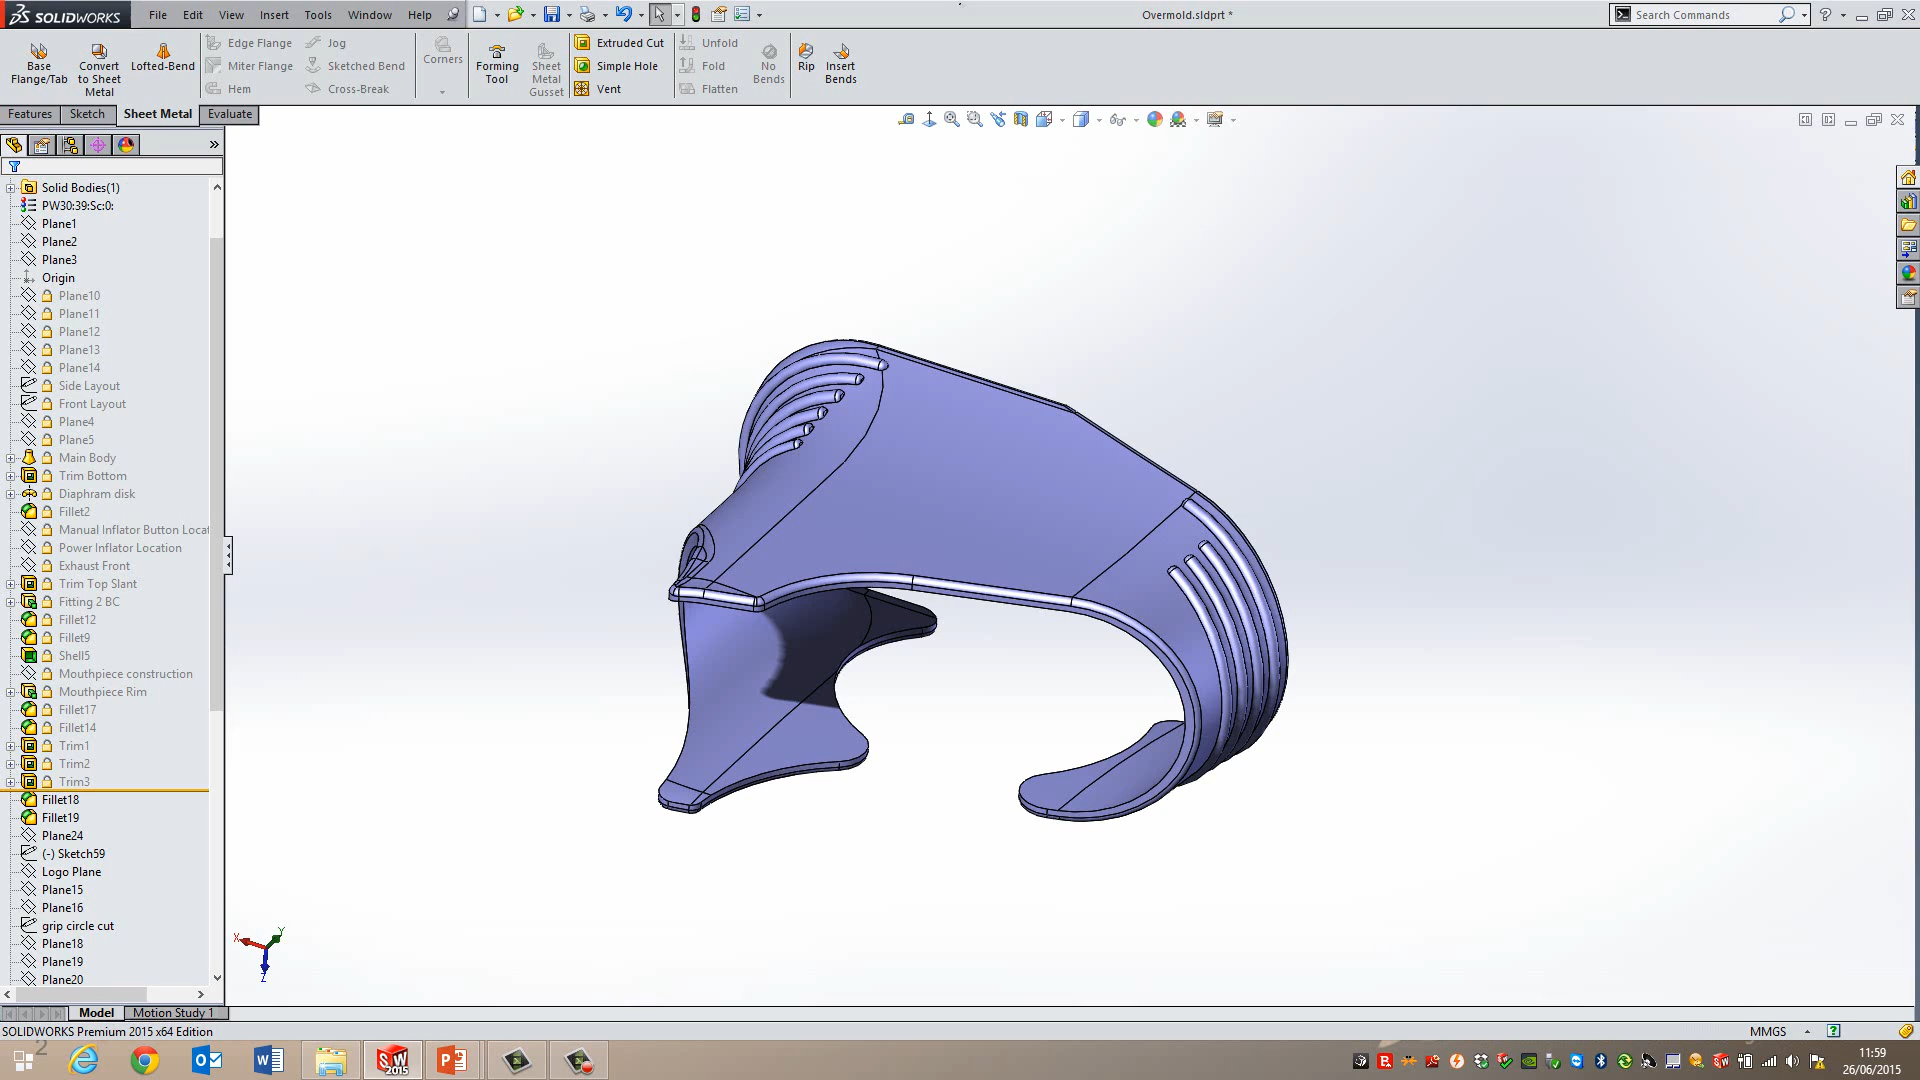 SOLIDWORKS File Edit View Insert Tools Window Help Overmold.sldprt * Search Commands
Base Flange/Tab
Convert to Sheet Metal
Lofted-Bend
Edge Flange
Miter Flange
Hem
Jog
Sketched Bend
Cross-Break
Corners
Forming Tool
Sheet Metal Gusset
Extruded Cut
Simple Hole
Vent
Unfold
Fold
Flatten
No Bends
Rip
Insert Bends
Features Sketch Sheet Metal Evaluate
Solid Bodies(1)
PW30:39:Sc:0:
Plane1
Plane2
Plane3
Origin
Plane10
Plane11
Plane12
Plane13
Plane14
Side Layout
Front Layout
Plane4
Plane5
Main Body
Trim Bottom
Diaphram disk
Fillet2
Manual Inflator Button Locat
Power Inflator Location
Exhaust Front
Trim Top Slant
Fitting 2 BC
Fillet12
Fillet9
Shell5
Mouthpiece construction
Mouthpiece Rim
Fillet17
Fillet14
Trim1
Trim2
Trim3
Fillet18
Fillet19
Plane24
(-) Sketch59
Logo Plane
Plane15
Plane16
grip circle cut
Plane18
Plane19
Plane20
X Y Z
Model Motion Study 1
SOLIDWORKS Premium 2015 x64 Edition MMGS
2
SW 2015
11:59
26/06/2015